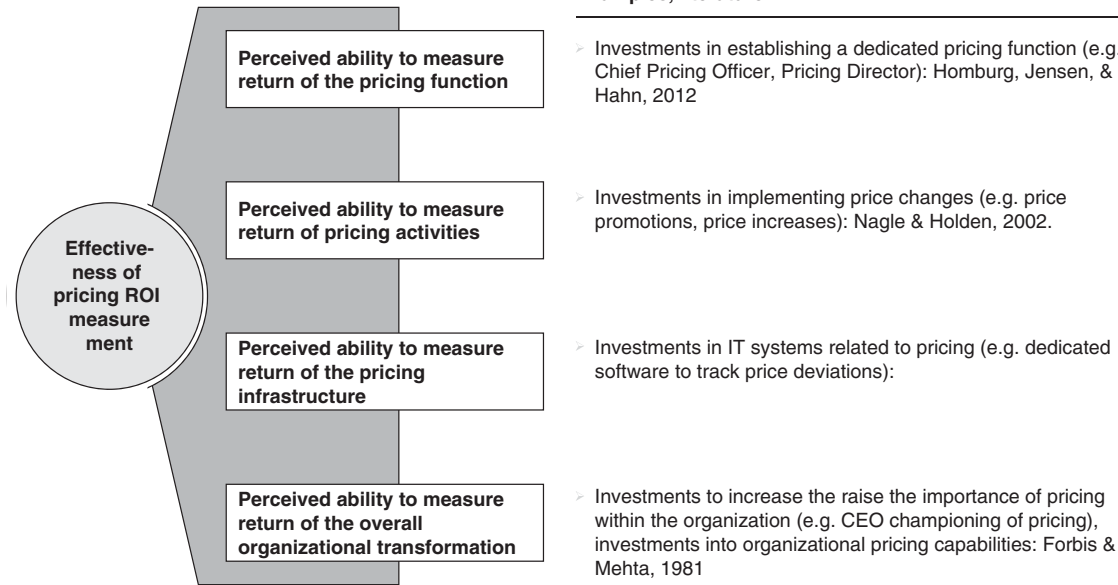 Perceived ability to measure
return of the pricing function
Investments in establishing a dedicated pricing function (e.g.
Chief Pricing Officer, Pricing Director): Homburg, Jensen, &
Hahn, 2012
Perceived ability to measure
return of pricing activities
Investments in implementing price changes (e.g. price
promotions, price increases): Nagle & Holden, 2002.
Effective-
ness of
pricing ROI
measure
ment
Perceived ability to measure
return of the pricing
infrastructure
Investments in IT systems related to pricing (e.g. dedicated
software to track price deviations):
Perceived ability to measure
return of the overall
organizational transformation
Investments to increase the raise the importance of pricing
within the organization (e.g. CEO championing of pricing),
investments into organizational pricing capabilities: Forbis &
Mehta, 1981